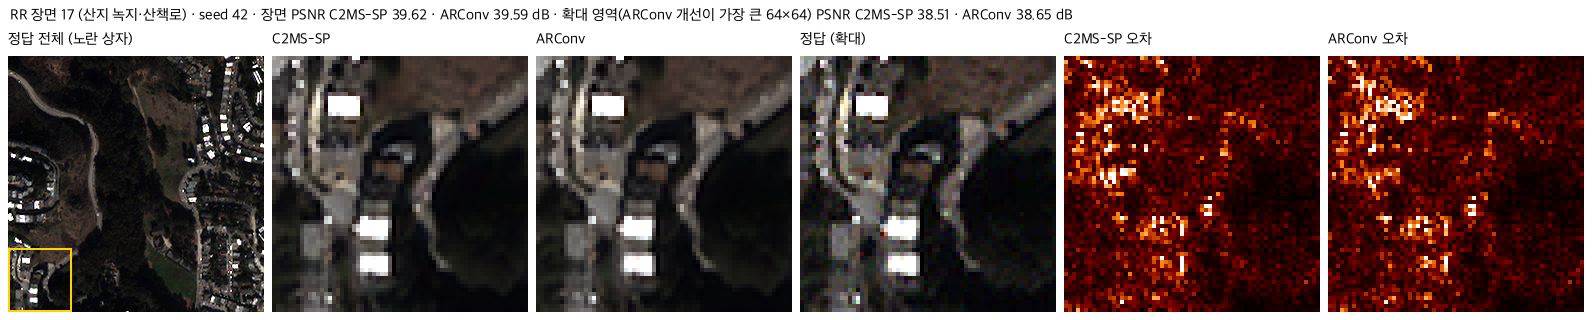 RR 장면 17 (산지 녹지·산책로) · seed 42 · 장면 PSNR C2MS-SP 39.62 · ARConv 39.59 dB · 확대 영역(ARConv 개선이 가장 큰 64×64) PSNR C2MS-SP 38.51 · ARConv 38.65 dB
정답 전체 (노란 상자)
C2MS-SP
ARConv
정답 (확대)
C2MS-SP 오차
ARConv 오차